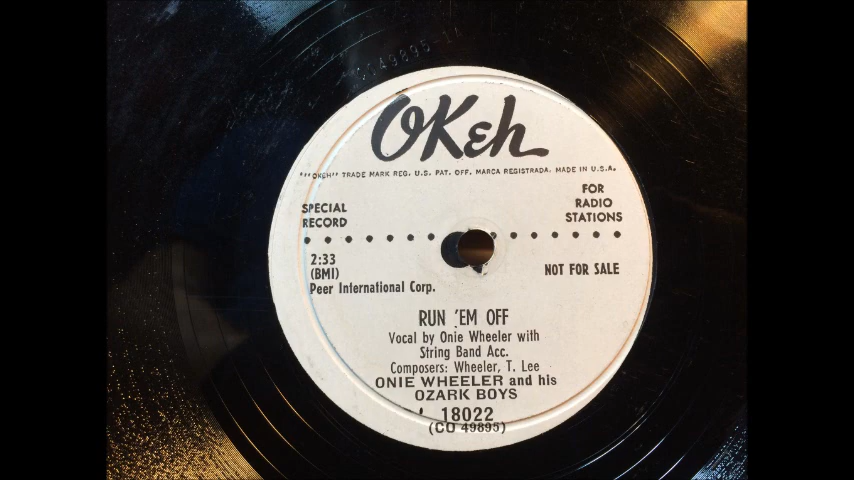 49895
OKeh
"""OKEH"" TRADE MARK REG. U.S. PAT. OFF. MARCA REGISTRADA, MADE IN U.S.A.
SPECIAL
RECORD
FOR
RADIO
STATIONS
2:33
(BMI)
Peer International Corp.
NOT FOR SALE
RUN 'EM OFF
Vocal by Onie Wheeler with
String Band Acc.
Composers: Wheeler, T. Lee
ONIE WHEELER and his
OZARK BOYS
18022
(CO 49895)